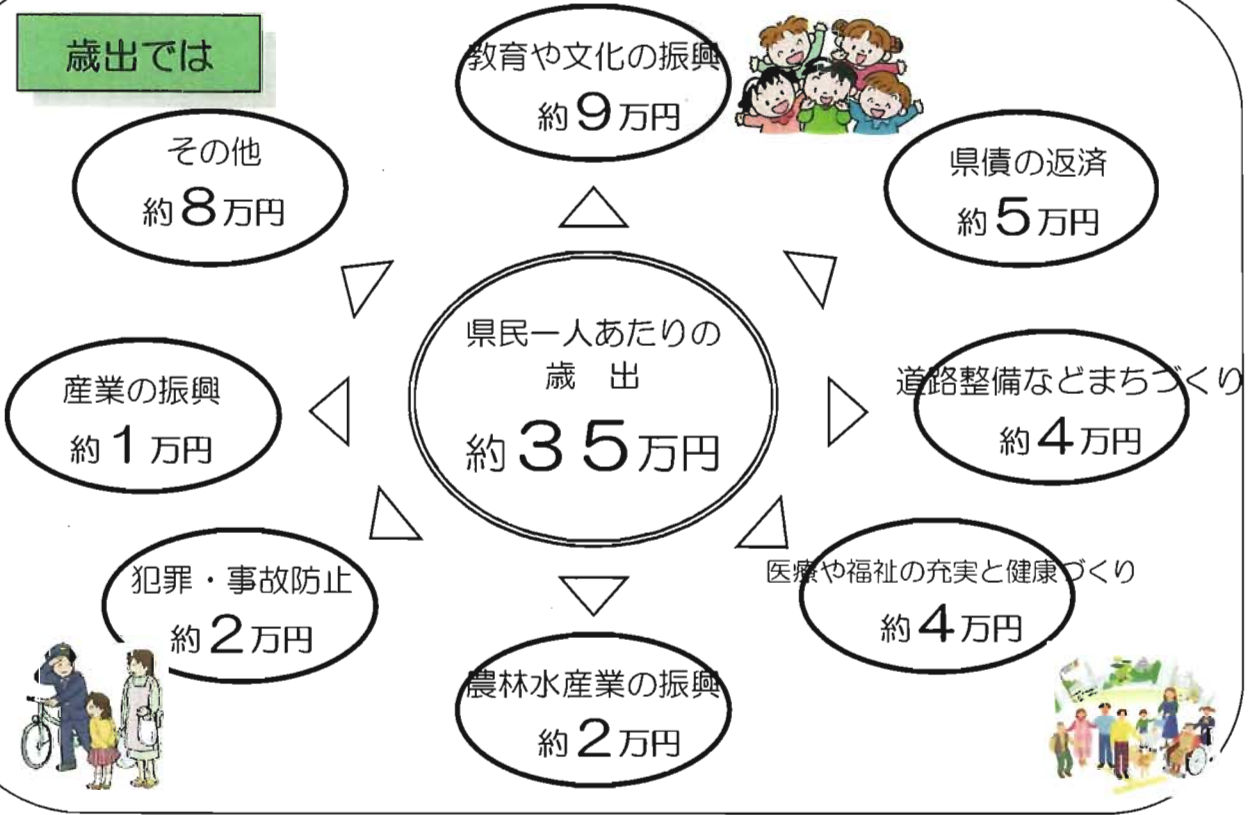 歳出では
教育や文化の振興
約9万円
その他
約8万円
県債の返済
約5万円
県民一人あたりの
歳 出
約35万円
産業の振興
約1万円
道路整備などまちづくり
約4万円
犯罪・事故防止
約2万円
医療や福祉の充実と健康づくり
約4万円
農林水産業の振興
約2万円